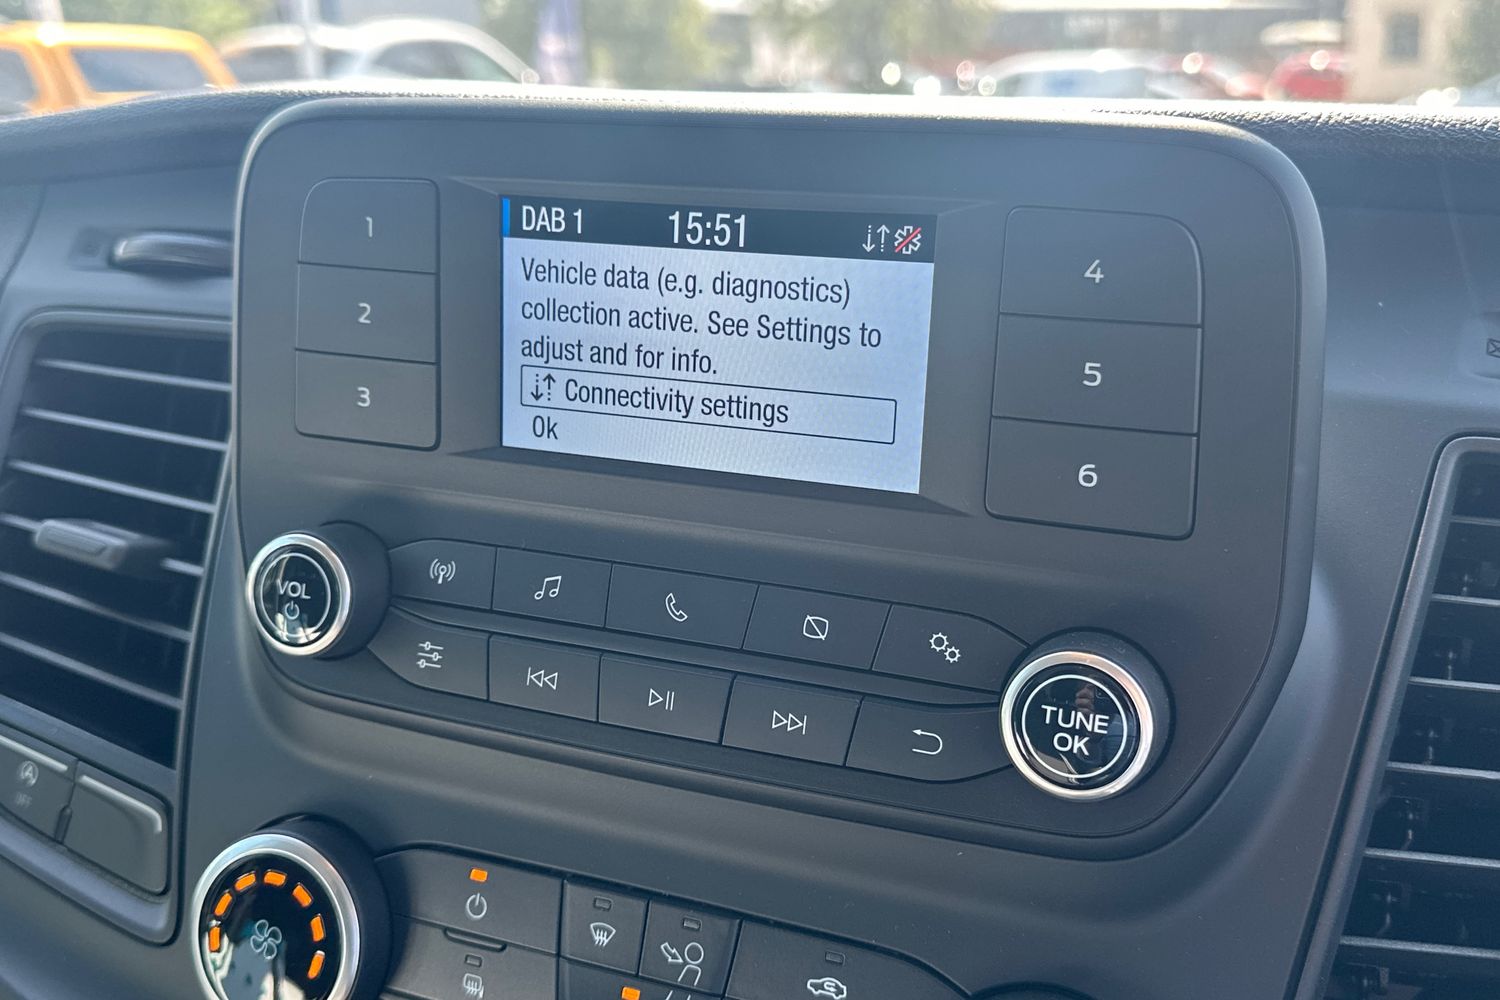 DAB 1 15:51
Vehicle data (e.g. diagnostics)
collection active. See Settings to
adjust and for info.
Connectivity settings
Ok
1
2
3
4
5
6
VOL
TUNE
OK
A
OFF